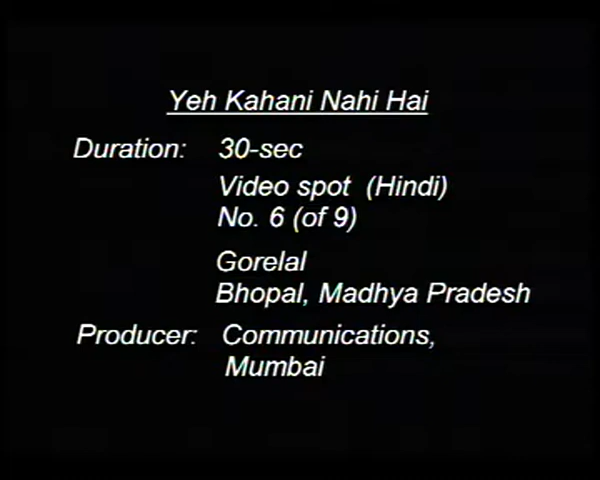 Yeh Kahani Nahi Hai
Duration: 30-sec
Video spot (Hindi)
No. 6 (of 9)
Gorelal
Bhopal, Madhya Pradesh
Producer: Communications,
Mumbai